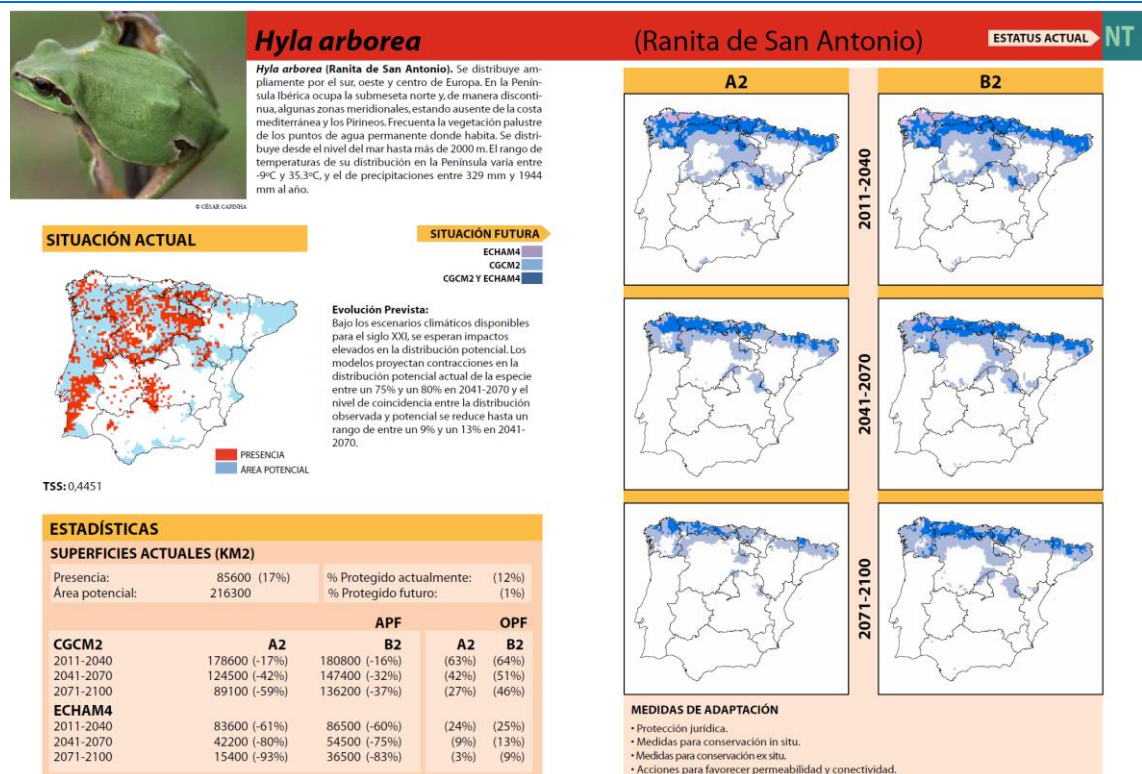 Hyla arborea
(Ranita de San Antonio)
ESTATUS ACTUAL
NT
Hyla arborea (Ranita de San Antonio). Se distribuye am-
pliamente por el sur, oeste y centro de Europa. En la Penín-
sula Ibérica ocupa la submeseta norte y, de manera disconti-
nua, algunas zonas meridionales, estando ausente de la costa
mediterránea y los Pirineos. Frecuenta la vegetación palustre
de los puntos de agua permanente donde habita. Se distri-
buye desde el nivel del mar hasta más de 2000 m. El rango de
temperaturas de su distribución en la Península varía entre
-9ºC y 35.3ºC, y el de precipitaciones entre 329 mm y 1944
mm al año.
© CÉSAR CAPINHA
SITUACIÓN ACTUAL
PRESENCIA
ÁREA POTENCIAL
TSS: 0,4451
SITUACIÓN FUTURA
ECHAM4
CGCM2
CGCM2 Y ECHAM4
Evolución Prevista:
Bajo los escenarios climáticos disponibles
para el siglo XXI, se esperan impactos
elevados en la distribución potencial. Los
modelos proyectan contracciones en la
distribución potencial actual de la especie
entre un 75% y un 80% en 2041-2070 y el
nivel de coincidencia entre la distribución
observada y potencial se reduce hasta un
rango de entre un 9% y un 13% en 2041-
2070.
ESTADÍSTICAS
SUPERFICIES ACTUALES (KM2)
Presencia: 85600 (17%) % Protegido actualmente: (12%)
Área potencial: 216300 % Protegido futuro: (1%)
APF OPF
CGCM2 A2 B2 A2 B2
2011-2040 178600 (-17%) 180800 (-16%) (63%) (64%)
2041-2070 124500 (-42%) 147400 (-32%) (42%) (51%)
2071-2100 89100 (-59%) 136200 (-37%) (27%) (46%)
ECHAM4
2011-2040 83600 (-61%) 86500 (-60%) (24%) (25%)
2041-2070 42200 (-80%) 54500 (-75%) (9%) (13%)
2071-2100 15400 (-93%) 36500 (-83%) (3%) (9%)
A2
B2
2011-2040
2041-2070
2071-2100
MEDIDAS DE ADAPTACIÓN
• Protección jurídica.
• Medidas para conservación in situ.
• Medidas para conservación ex situ.
• Acciones para favorecer permeabilidad y conectividad.